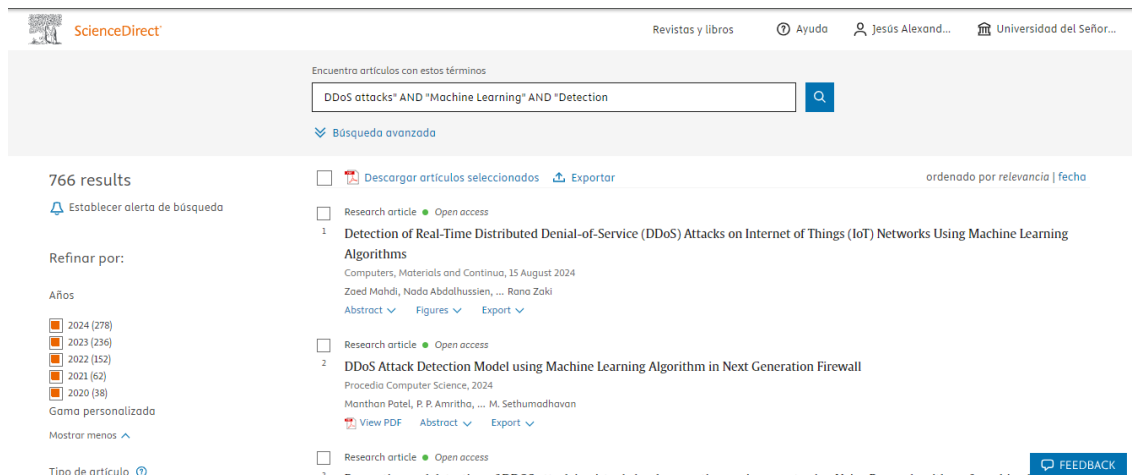 ScienceDirect
Revistas y libros
Ayuda
Jesús Alexand...
Universidad del Señor...
Encuentra artículos con estos términos
DDoS attacks" AND "Machine Learning" AND "Detection
Búsqueda avanzada
766 results
Establecer alerta de búsqueda
Refinar por:
Años
2024 (278)
2023 (236)
2022 (152)
2021 (62)
2020 (38)
Gama personalizada
Mostrar menos
Tipo de artículo
Descargar artículos seleccionados Exportar
ordenado por relevancia | fecha
Research article Open access
1 Detection of Real-Time Distributed Denial-of-Service (DDoS) Attacks on Internet of Things (IoT) Networks Using Machine Learning
Algorithms
Computers, Materials and Continua, 15 August 2024
Zaed Mahdi, Nada Abdalhussien, ... Rana Zaki
Abstract Figures Export
Research article Open access
2 DDoS Attack Detection Model using Machine Learning Algorithm in Next Generation Firewall
Procedia Computer Science, 2024
Manthan Patel, P. P. Amritha, ... M. Sethumadhavan
View PDF Abstract Export
Research article Open access
FEEDBACK